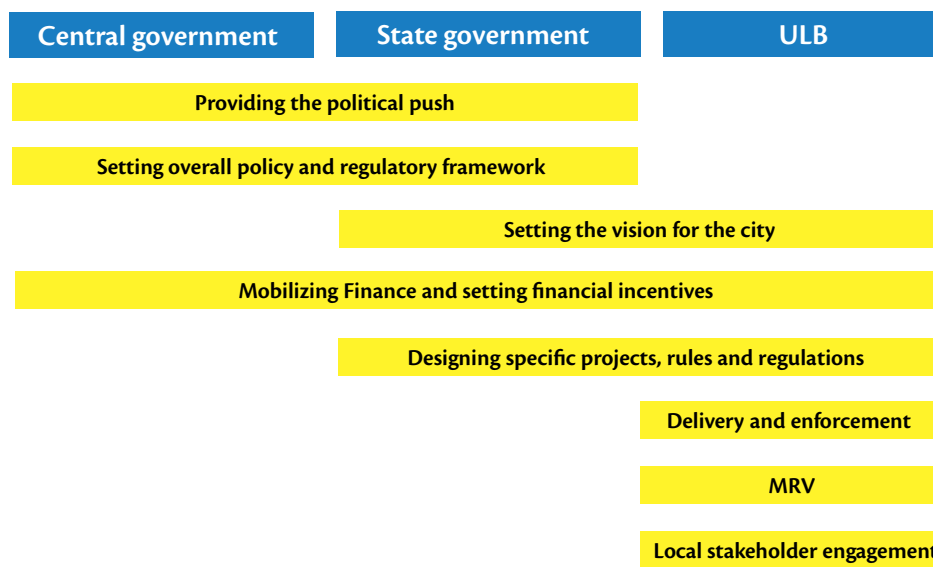 Central government
State government
ULB
Providing the political push
Setting overall policy and regulatory framework
Setting the vision for the city
Mobilizing Finance and setting financial incentives
Designing specific projects, rules and regulations
Delivery and enforcement
MRV
Local stakeholder engagement